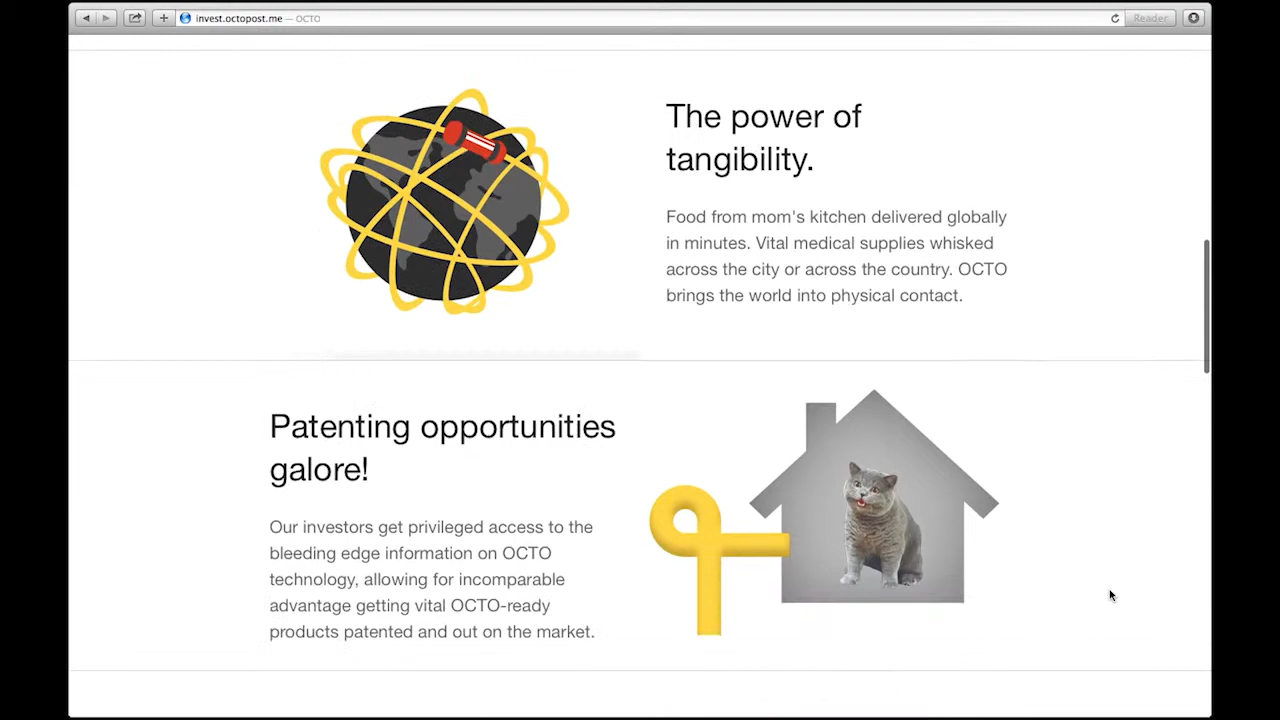 invest.octopost.me — OCTO
Reader
The power of
tangibility.
Food from mom's kitchen delivered globally
in minutes. Vital medical supplies whisked
across the city or across the country. OCTO
brings the world into physical contact.
Patenting opportunities
galore!
Our investors get privileged access to the
bleeding edge information on OCTO
technology, allowing for incomparable
advantage getting vital OCTO-ready
products patented and out on the market.